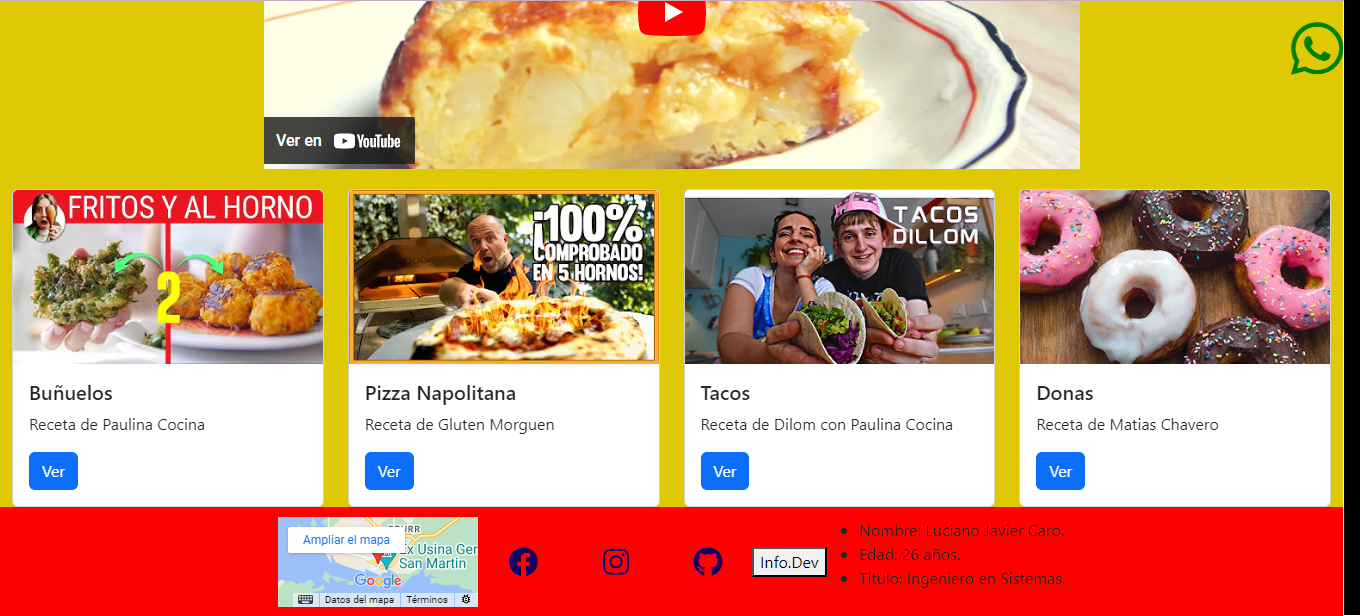 Ver en YouTube
FRITOS Y AL HORNO
2
¡100%
COMPROBADO
EN 5 HORNOS!
TACOS
DILLOM
Buñuelos
Receta de Paulina Cocina
Ver
Pizza Napolitana
Receta de Gluten Morguen
Ver
Tacos
Receta de Dilom con Paulina Cocina
Ver
Donas
Receta de Matias Chavero
Ver
Ampliar el mapa
Ex Usina Ger
San Martin
Google
Datos del mapa
Términos
Info.Dev
Nombre: Luciano Javier Caro.
Edad: 26 años.
Titulo: Ingeniero en Sistemas.